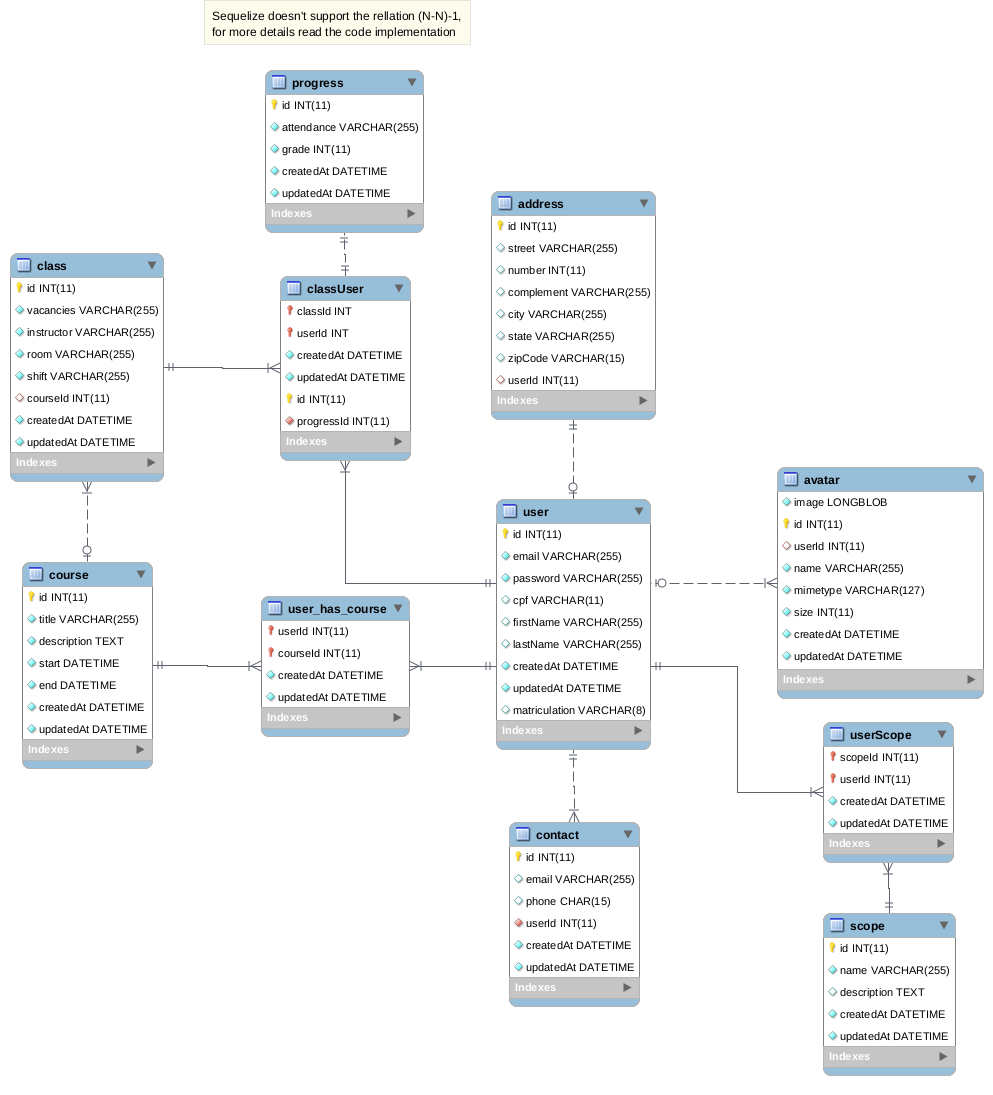 Sequelize doesn't support the rellation (N-N)-1,
for more details read the code implementation
progress
id INT(11)
attendance VARCHAR(255)
grade INT(11)
createdAt DATETIME
updatedAt DATETIME
Indexes
address
id INT(11)
street VARCHAR(255)
number INT(11)
complement VARCHAR(255)
city VARCHAR(255)
state VARCHAR(255)
zipCode VARCHAR(15)
userId INT(11)
Indexes
class
id INT(11)
vacancies VARCHAR(255)
instructor VARCHAR(255)
room VARCHAR(255)
shift VARCHAR(255)
courseId INT(11)
createdAt DATETIME
updatedAt DATETIME
Indexes
classUser
classId INT
userId INT
createdAt DATETIME
updatedAt DATETIME
id INT(11)
progressId INT(11)
Indexes
avatar
image LONGBLOB
id INT(11)
userId INT(11)
name VARCHAR(255)
mimetype VARCHAR(127)
size INT(11)
createdAt DATETIME
updatedAt DATETIME
Indexes
user
id INT(11)
email VARCHAR(255)
password VARCHAR(255)
cpf VARCHAR(11)
firstName VARCHAR(255)
lastName VARCHAR(255)
createdAt DATETIME
updatedAt DATETIME
matriculation VARCHAR(8)
Indexes
course
id INT(11)
title VARCHAR(255)
description TEXT
start DATETIME
end DATETIME
createdAt DATETIME
updatedAt DATETIME
Indexes
user_has_course
userId INT(11)
courseId INT(11)
createdAt DATETIME
updatedAt DATETIME
Indexes
userScope
scopeId INT(11)
userId INT(11)
createdAt DATETIME
updatedAt DATETIME
Indexes
contact
id INT(11)
email VARCHAR(255)
phone CHAR(15)
userId INT(11)
createdAt DATETIME
updatedAt DATETIME
Indexes
scope
id INT(11)
name VARCHAR(255)
description TEXT
createdAt DATETIME
updatedAt DATETIME
Indexes